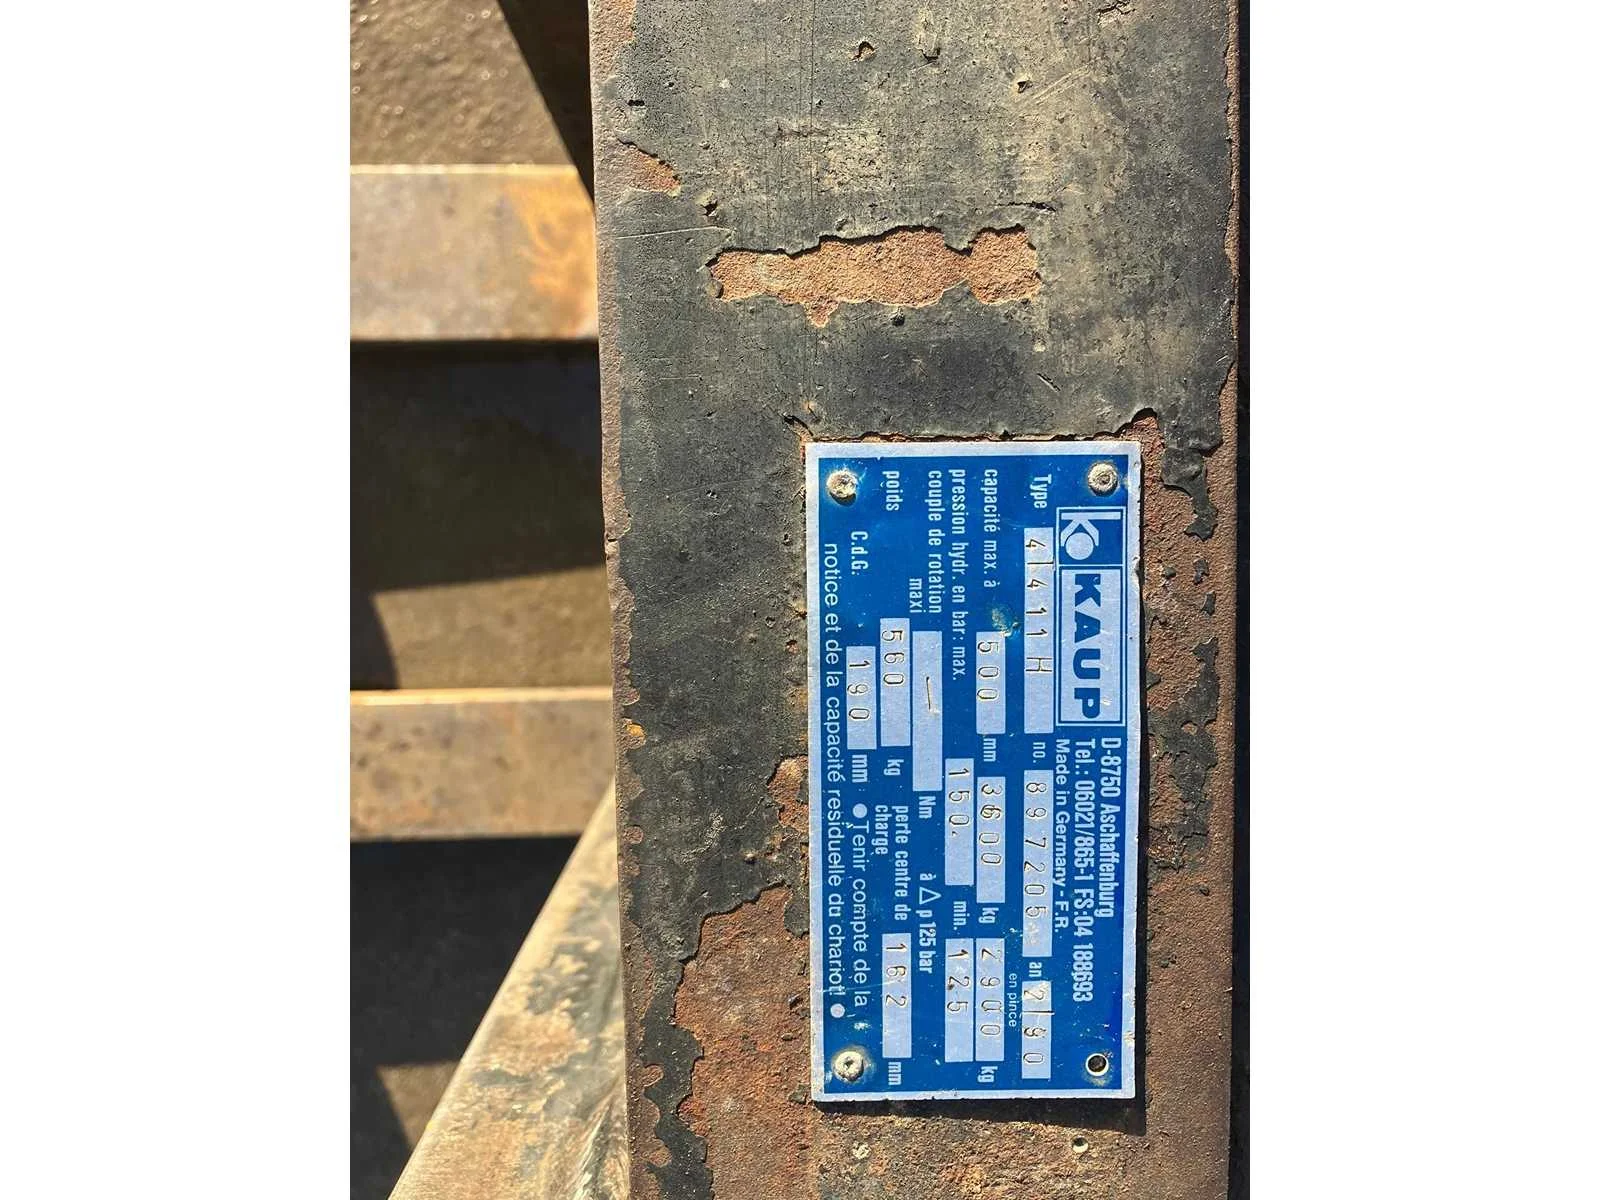 KAUP
D-8750 Aschaffenburg
Tel.: 06021/865-1 FS:04 188693
Made in Germany - F.R.
Type 4411H no. 897205 an 2/90
en pince
capacité max. à 500 mm 3600 kg 2900 kg
pression hydr. en bar: max. 150 min. 125
couple de rotation maxi — Nm à △p 125 bar
poids 560 kg perte centre de charge 162 mm
C.d.G. 190 mm ● Tenir compte de la
notice et de la capacité residuelle du chariot! ●